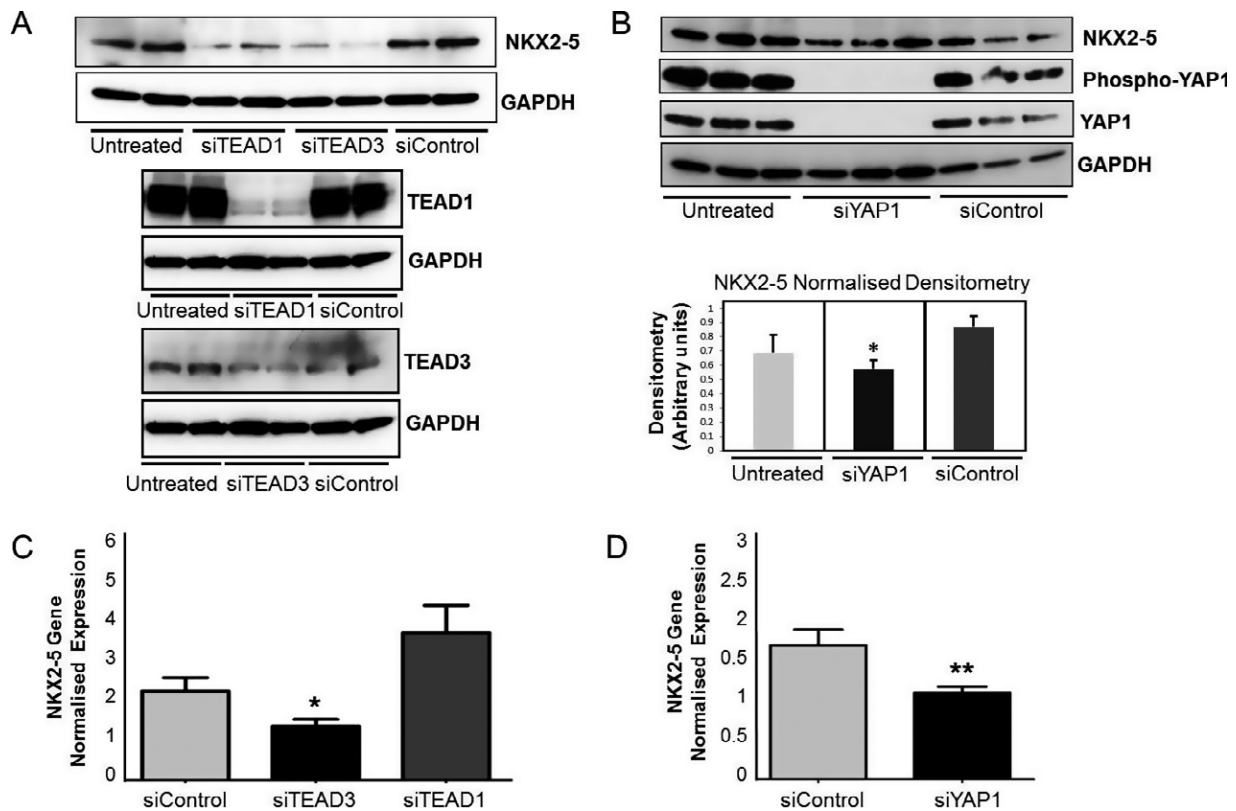 A
NKX2-5
GAPDH
Untreated siTEAD1 siTEAD3 siControl
TEAD1
GAPDH
Untreated siTEAD1 siControl
TEAD3
GAPDH
Untreated siTEAD3 siControl
B
NKX2-5
Phospho-YAP1
YAP1
GAPDH
Untreated siYAP1 siControl
NKX2-5 Normalised Densitometry
Densitometry
(Arbitrary units)
1
0.9
0.8
0.7
0.6
0.5
0.4
0.3
0.2
0.1
0
*
Untreated siYAP1 siControl
C
NKX2-5 Gene
Normalised Expression
6
5
4
3
2
1
0
*
siControl siTEAD3 siTEAD1
D
NKX2-5 Gene
Normalised Expression
3
2.5
2
0.5
1
0.5
0
**
siControl siYAP1